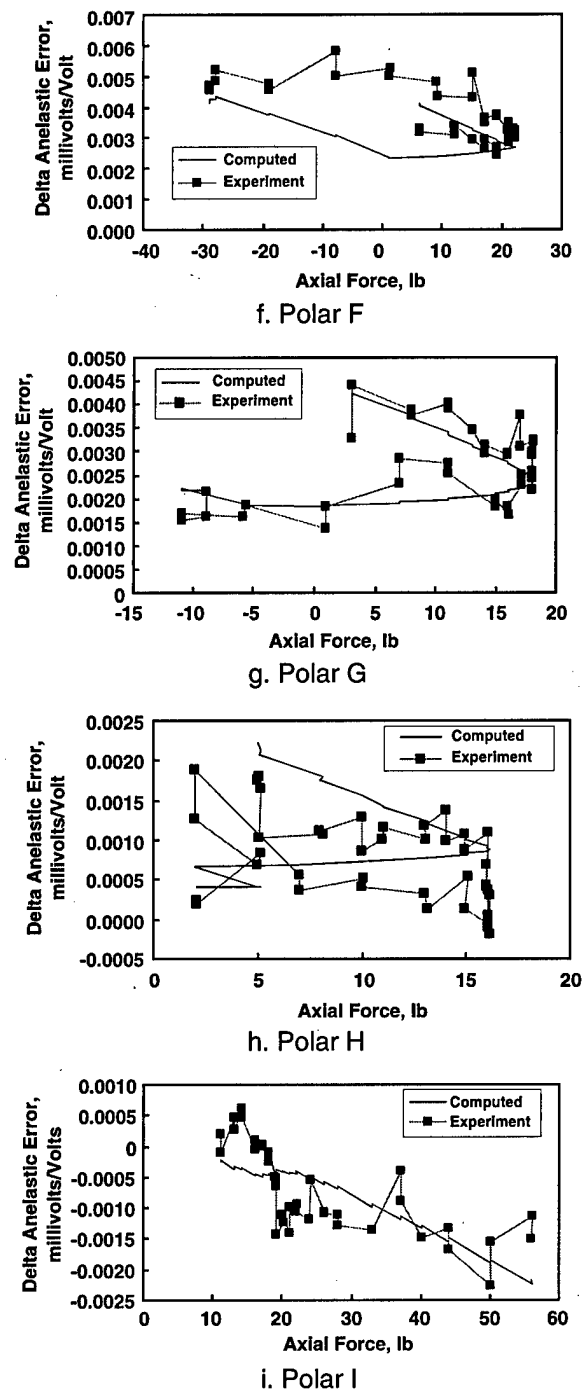 0.007
0.006
0.005
0.004
0.003
0.002
0.001
0.000
Delta Anelastic Error,
millivolts/Volt
Computed
Experiment
-40 -30 -20 -10 0 10 20 30
Axial Force, lb
f. Polar F
0.0050
0.0045
0.0040
0.0035
0.0030
0.0025
0.0020
0.0015
0.0010
0.0005
0
Delta Anelastic Error,
millivolts/Volt
Computed
Experiment
-15 -10 -5 0 5 10 15 20
Axial Force, lb
g. Polar G
0.0025
0.0020
0.0015
0.0010
0.0005
0.0000
-0.0005
Delta Anelastic Error,
millivolts/Volt
Computed
Experiment
0 5 10 15 20
Axial Force, lb
h. Polar H
0.0010
0.0005
0
-0.0005
-0.0010
-0.0015
-0.0020
-0.0025
Delta Anelastic Error,
millivolts/Volts
Computed
Experiment
0 10 20 30 40 50 60
Axial Force, lb
i. Polar I